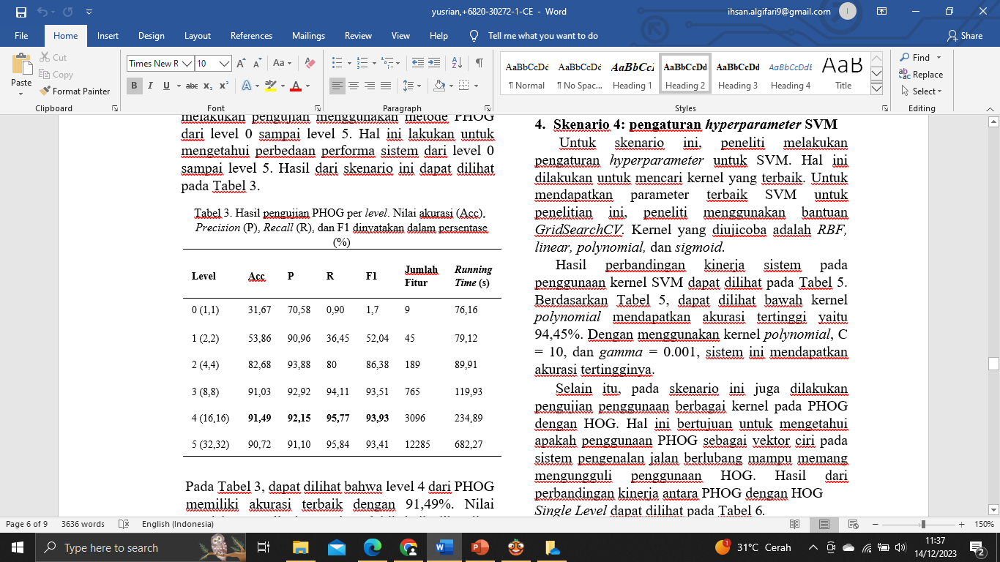 yusrian,+6820-30272-1-CE - Word
ihsan.algifari9@gmail.com
I
File Home Insert Design Layout References Mailings Review View Help Tell me what you want to do Share
Paste
Cut
Copy
Format Painter
Clipboard
Times New R 10
Aa
B I U abc x₂ x² A ab A
Font
Paragraph
AaBbCcDd AaBbCcDd AaBbCc AaBbCcDd AaBbCcDd AaBbCcDdE AaB
¶ Normal ¶ No Spac... Heading 1 Heading 2 Heading 3 Heading 4 Title
Styles
Find
Replace
Select
Editing
melakukan pengujian menggunakan metode PHOG
dari level 0 sampai level 5. Hal ini lakukan untuk
mengetahui perbedaan performa sistem dari level 0
sampai level 5. Hasil dari skenario ini dapat dilihat
pada Tabel 3.
Tabel 3. Hasil pengujian PHOG per level. Nilai akurasi (Acc),
Precision (P), Recall (R), dan F1 dinyatakan dalam persentase
(%)
Level Acc P R F1 Jumlah Fitur Running Time (s)
0 (1,1) 31,67 70,58 0,90 1,7 9 76,16
1 (2,2) 53,86 90,96 36,45 52,04 45 79,12
2 (4,4) 82,68 93,88 80 86,38 189 89,91
3 (8,8) 91,03 92,92 94,11 93,51 765 119,93
4 (16,16) 91,49 92,15 95,77 93,93 3096 234,89
5 (32,32) 90,72 91,10 95,84 93,41 12285 682,27
Pada Tabel 3, dapat dilihat bahwa level 4 dari PHOG
memiliki akurasi terbaik dengan 91,49%. Nilai
4. Skenario 4: pengaturan hyperparameter SVM
Untuk skenario ini, peneliti melakukan
pengaturan hyperparameter untuk SVM. Hal ini
dilakukan untuk mencari kernel yang terbaik. Untuk
mendapatkan parameter terbaik SVM untuk
penelitian ini, peneliti menggunakan bantuan
GridSearchCV. Kernel yang diujicoba adalah RBF,
linear, polynomial, dan sigmoid.
Hasil perbandingan kinerja sistem pada
penggunaan kernel SVM dapat dilihat pada Tabel 5.
Berdasarkan Tabel 5, dapat dilihat bawah kernel
polynomial mendapatkan akurasi tertinggi yaitu
94,45%. Dengan menggunakan kernel polynomial, C
= 10, dan gamma = 0.001, sistem ini mendapatkan
akurasi tertingginya.
Selain itu, pada skenario ini juga dilakukan
pengujian penggunaan berbagai kernel pada PHOG
dengan HOG. Hal ini bertujuan untuk mengetahui
apakah penggunaan PHOG sebagai vektor ciri pada
sistem pengenalan jalan berlubang mampu memang
mengungguli penggunaan HOG. Hasil dari
perbandingan kinerja antara PHOG dengan HOG
Single Level dapat dilihat pada Tabel 6.
Page 6 of 9 3636 words English (Indonesia) 150%
Type here to search
1
31°C Cerah
11:37
14/12/2023
2